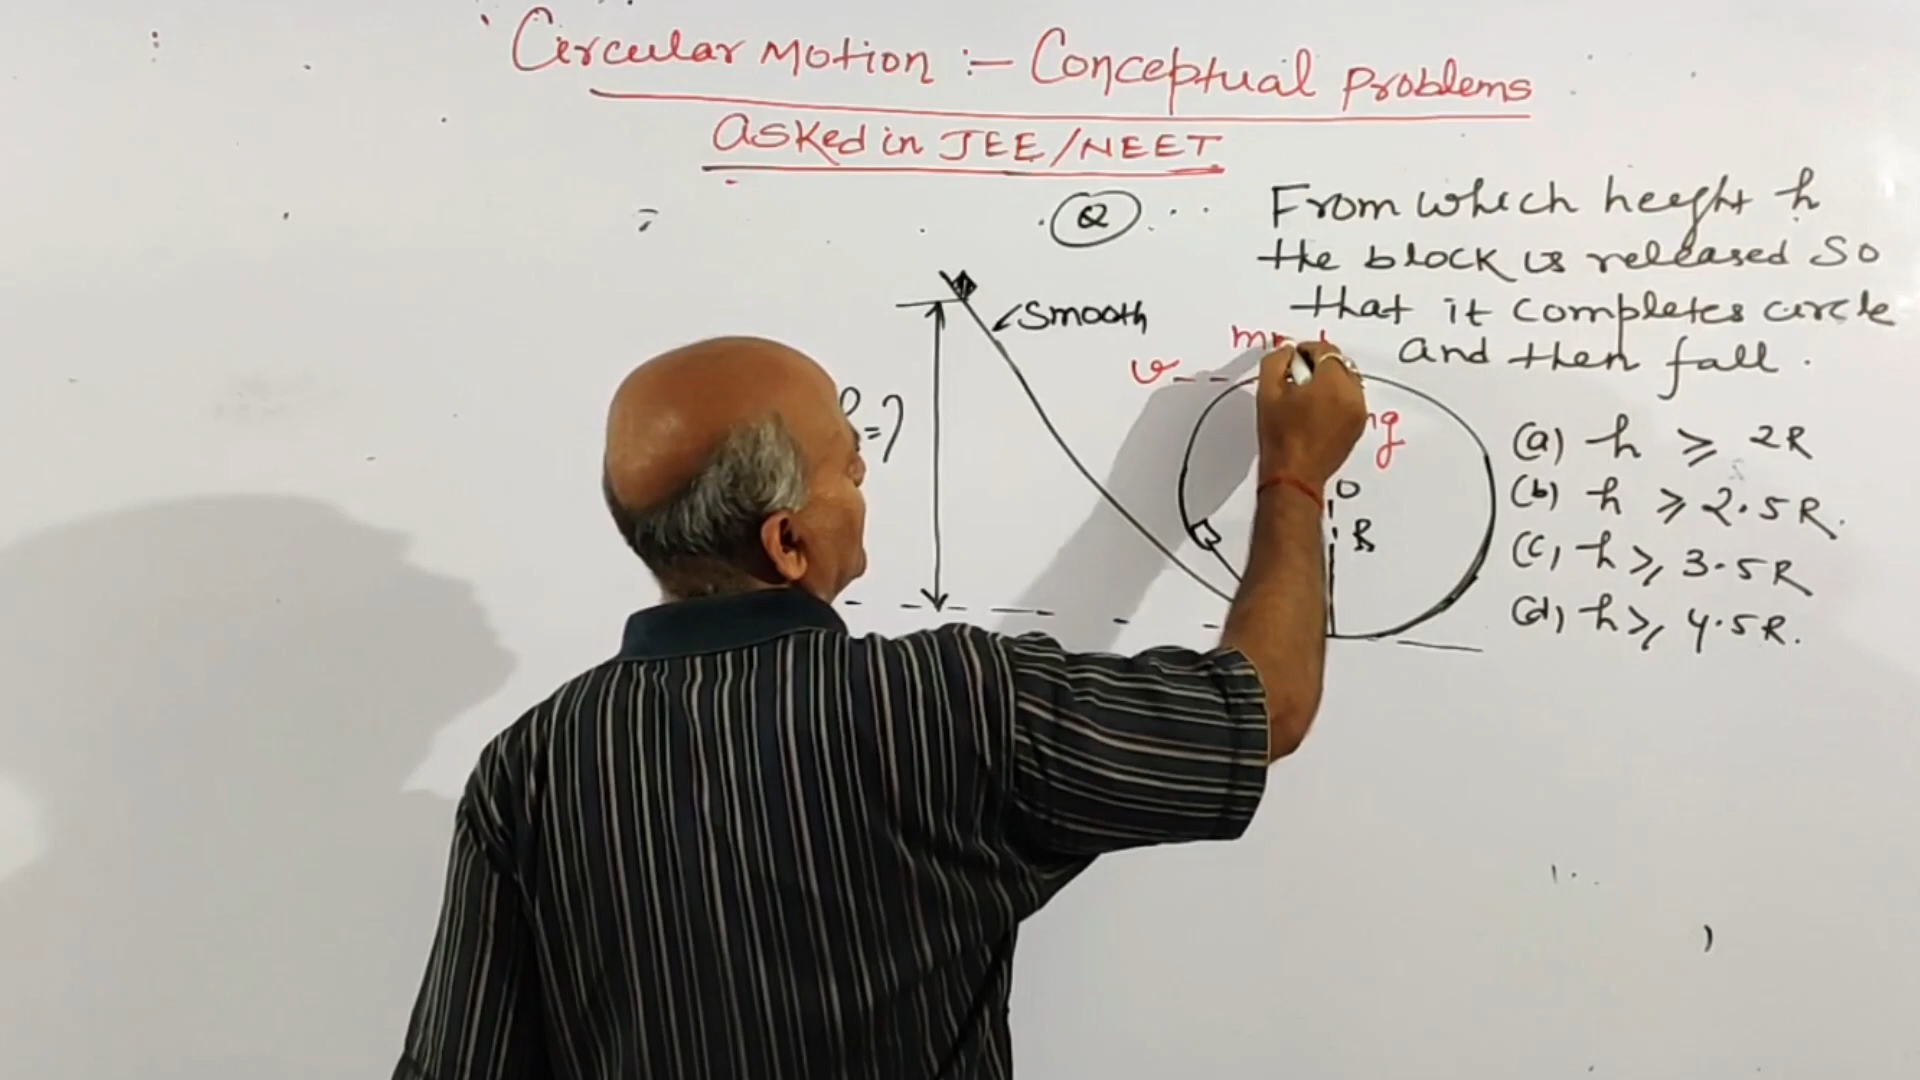 Circular Motion :- Conceptual Problems
asked in JEE/NEET
Q
From which height h
the block is released so
that it completes circle
and then fall.
Smooth
v
mg
h=?
O
R
(a) h ⩾ 2R
(b) h ⩾ 2.5R.
(c) h ⩾ 3.5R
(d) h ⩾ 4.5R.